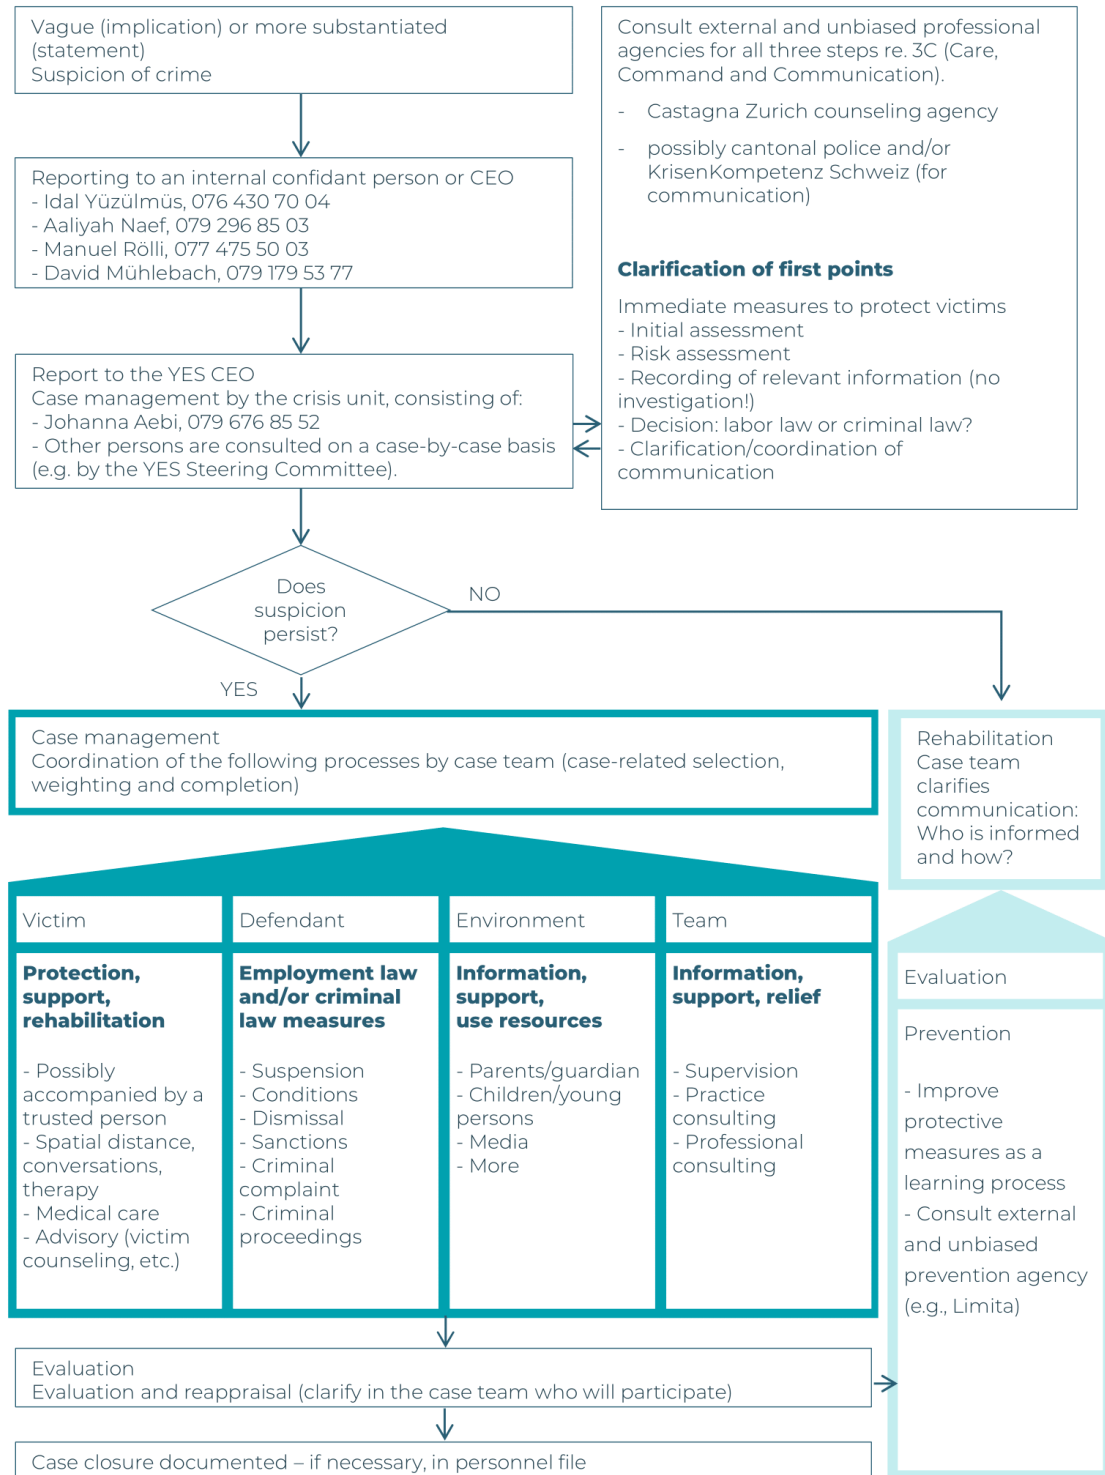 Vague (implication) or more substantiated
(statement)
Suspicion of crime
Consult external and unbiased professional
agencies for all three steps re. 3C (Care,
Command and Communication).
- Castagna Zurich counseling agency
- possibly cantonal police and/or
KrisenKompetenz Schweiz (for
communication)
Clarification of first points
Immediate measures to protect victims
- Initial assessment
- Risk assessment
- Recording of relevant information (no
investigation!)
- Decision: labor law or criminal law?
- Clarification/coordination of
communication
Reporting to an internal confidant person or CEO
- Idal Yüzülmüs, 076 430 70 04
- Aaliyah Naef, 079 296 85 03
- Manuel Rölli, 077 475 50 03
- David Mühlebach, 079 179 53 77
Report to the YES CEO
Case management by the crisis unit, consisting of:
- Johanna Aebi, 079 676 85 52
- Other persons are consulted on a case-by-case basis
(e.g. by the YES Steering Committee).
Does
suspicion
persist?
NO
YES
Case management
Coordination of the following processes by case team (case-related selection,
weighting and completion)
Rehabilitation
Case team
clarifies
communication:
Who is informed
and how?
Victim
Protection,
support,
rehabilitation
- Possibly
accompanied by a
trusted person
- Spatial distance,
conversations,
therapy
- Medical care
- Advisory (victim
counseling, etc.)
Defendant
Employment law
and/or criminal
law measures
- Suspension
- Conditions
- Dismissal
- Sanctions
- Criminal
complaint
- Criminal
proceedings
Environment
Information,
support,
use resources
- Parents/guardian
- Children/young
persons
- Media
- More
Team
Information,
support, relief
- Supervision
- Practice
consulting
- Professional
consulting
Evaluation
Prevention
- Improve
protective
measures as a
learning process
- Consult external
and unbiased
prevention agency
(e.g., Limita)
Evaluation
Evaluation and reappraisal (clarify in the case team who will participate)
Case closure documented – if necessary, in personnel file